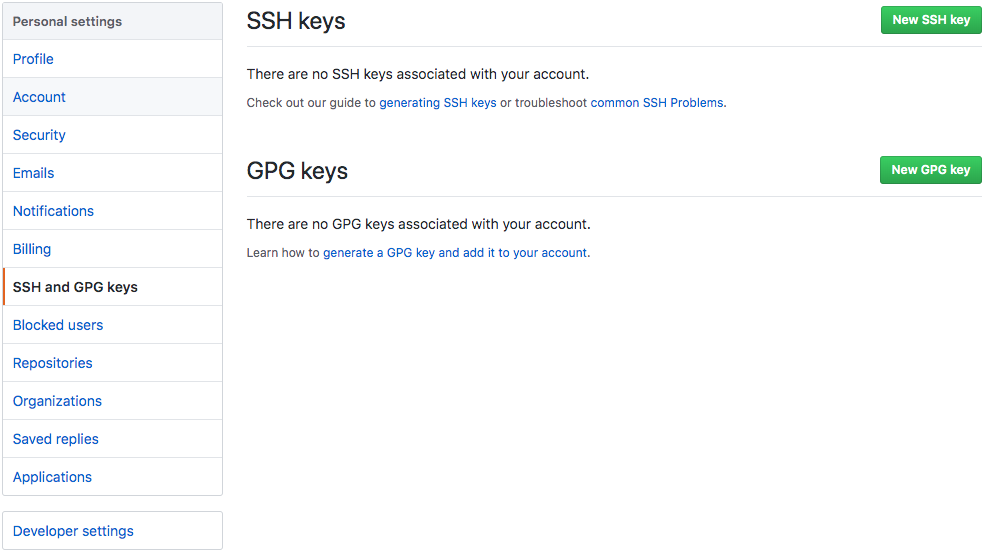 Personal settings
Profile
Account
Security
Emails
Notifications
Billing
SSH and GPG keys
Blocked users
Repositories
Organizations
Saved replies
Applications
Developer settings
SSH keys
New SSH key
There are no SSH keys associated with your account.
Check out our guide to generating SSH keys or troubleshoot common SSH Problems.
GPG keys
New GPG key
There are no GPG keys associated with your account.
Learn how to generate a GPG key and add it to your account.